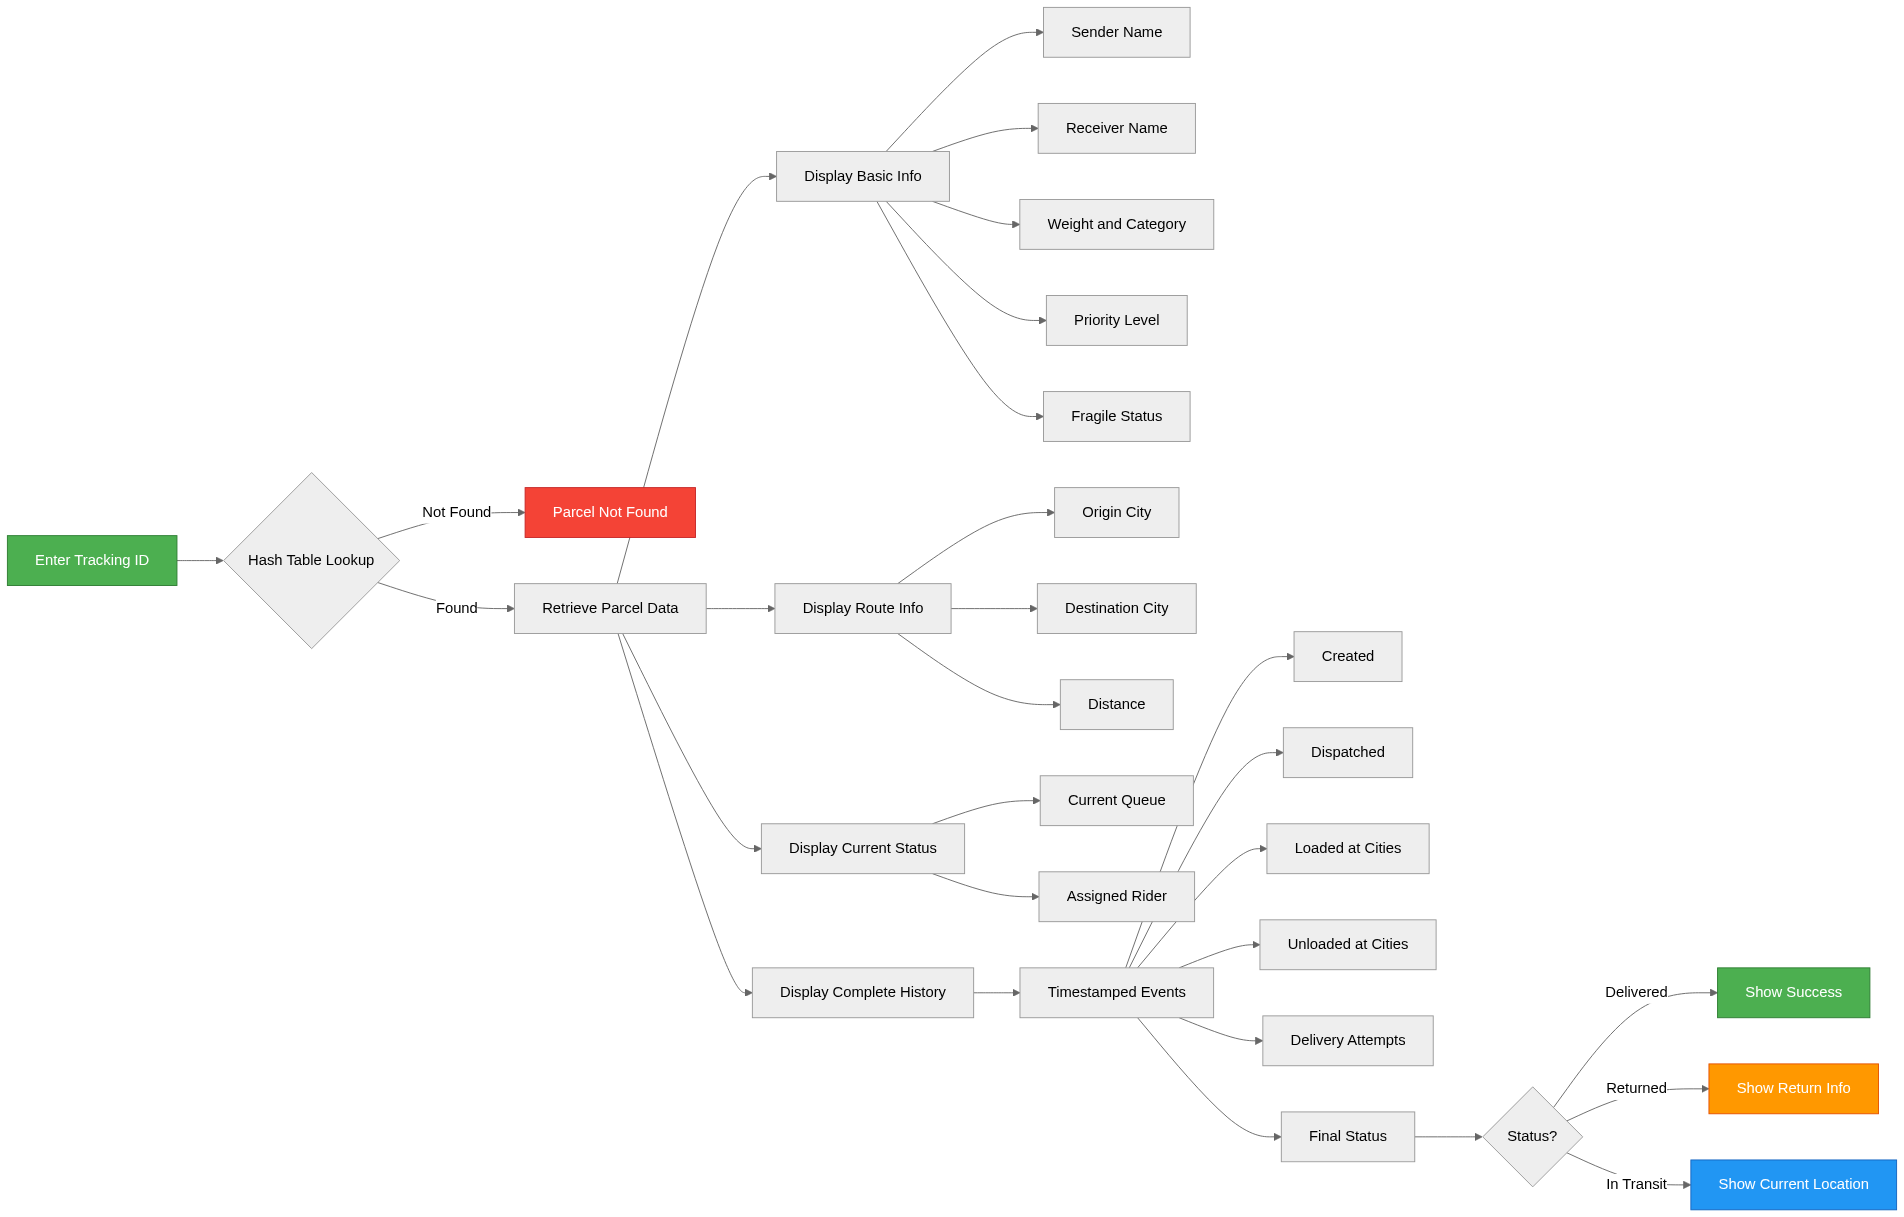 Enter Tracking ID
Hash Table Lookup
Not Found
Found
Parcel Not Found
Retrieve Parcel Data
Display Basic Info
Sender Name
Receiver Name
Weight and Category
Priority Level
Fragile Status
Display Route Info
Origin City
Destination City
Distance
Display Current Status
Current Queue
Assigned Rider
Display Complete History
Timestamped Events
Created
Dispatched
Loaded at Cities
Unloaded at Cities
Delivery Attempts
Final Status
Status?
Delivered
Returned
In Transit
Show Success
Show Return Info
Show Current Location